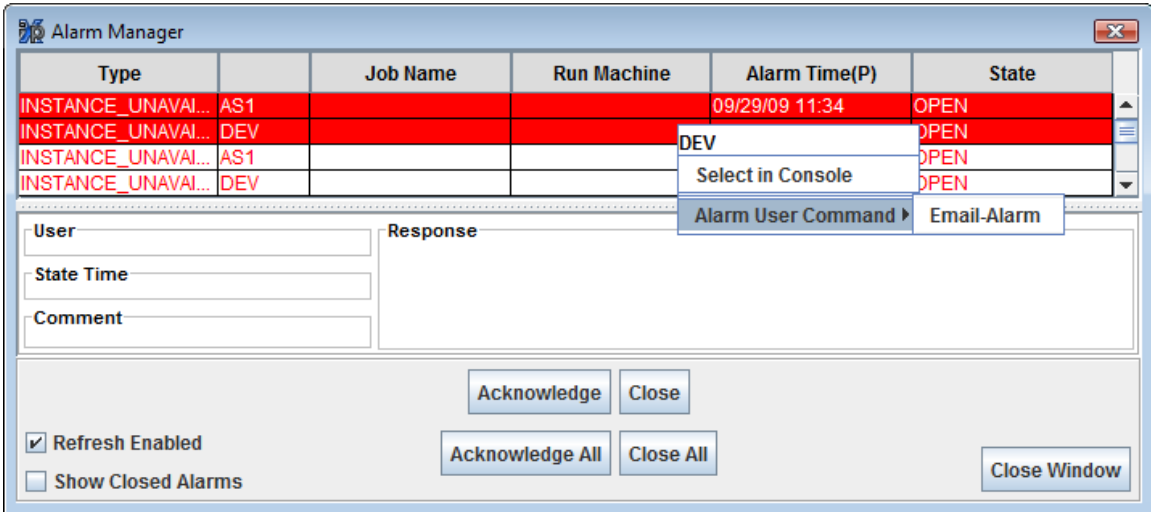 Alarm Manager
Type Job Name Run Machine Alarm Time(P) State
INSTANCE_UNAVAI... AS1 09/29/09 11:34 OPEN
INSTANCE_UNAVAI... DEV OPEN
DEV
INSTANCE_UNAVAI... AS1 OPEN
Select in Console
INSTANCE_UNAVAI... DEV OPEN
Alarm User Command Email-Alarm
User Response
State Time
Comment
Acknowledge Close
Refresh Enabled
Acknowledge All Close All
Close Window
Show Closed Alarms